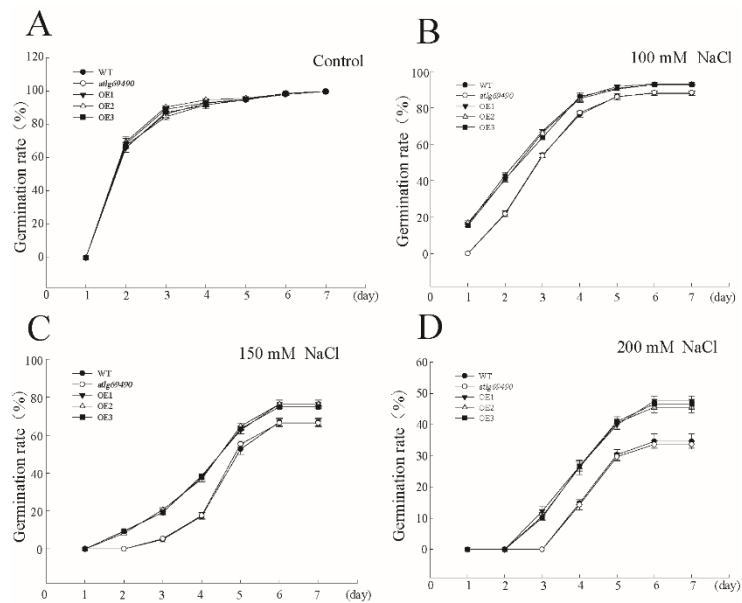 A
Control
Germination rate (%)
120
100
80
60
40
20
0
WT
at1g69490
OE1
OE2
OE3
0 1 2 3 4 5 6 7 (day)
B
100 mM NaCl
Germination rate (%)
100
80
60
40
20
0
WT
at1g69490
OE1
OE2
OE3
0 1 2 3 4 5 6 7 (day)
C
150 mM NaCl
Germination rate (%)
100
80
60
40
20
0
WT
at1g69490
OE1
OE2
OE3
0 1 2 3 4 5 6 7 (day)
D
200 mM NaCl
Germination rate (%)
60
50
40
30
20
10
0
WT
at1g69490
OE1
OE2
OE3
0 1 2 3 4 5 6 7 (day)